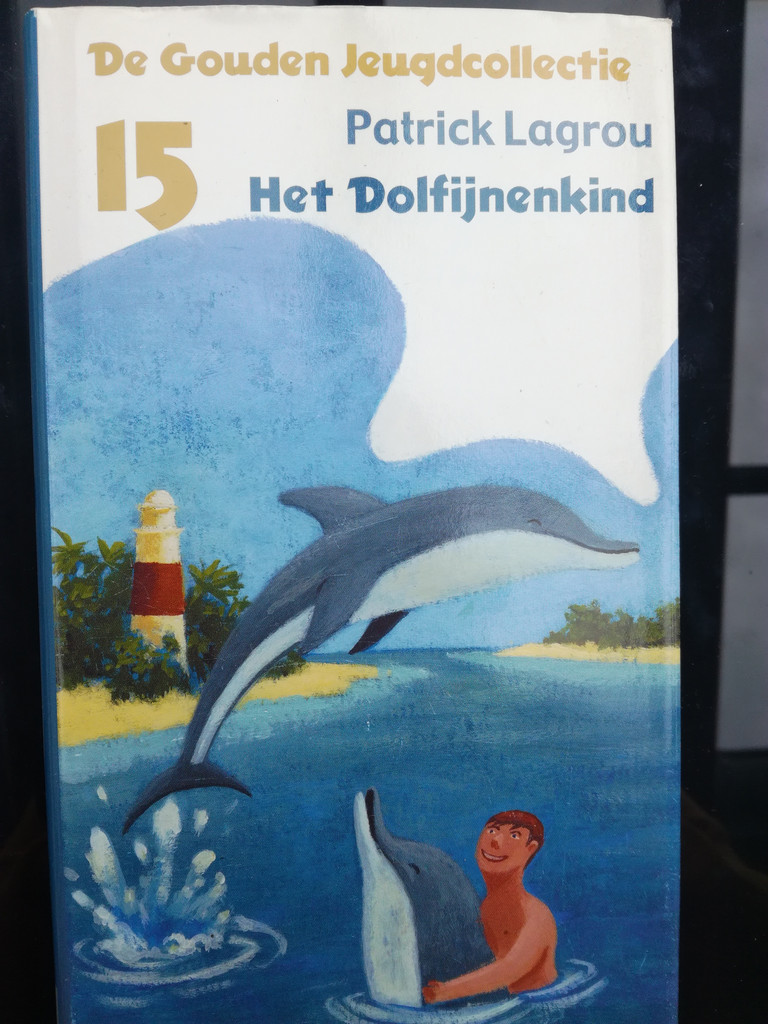 De Gouden Jeugdcollectie
15
Patrick Lagrou
Het Dolfijnenkind